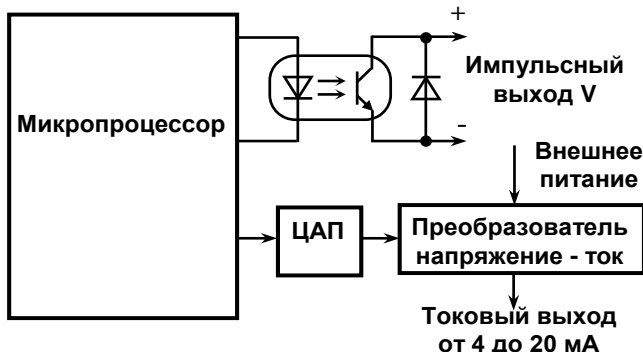 +
Импульсный
выход V
Микропроцессор
-
Внешнее
питание
ЦАП
Преобразователь
напряжение - ток
Токовый выход
от 4 до 20 мА